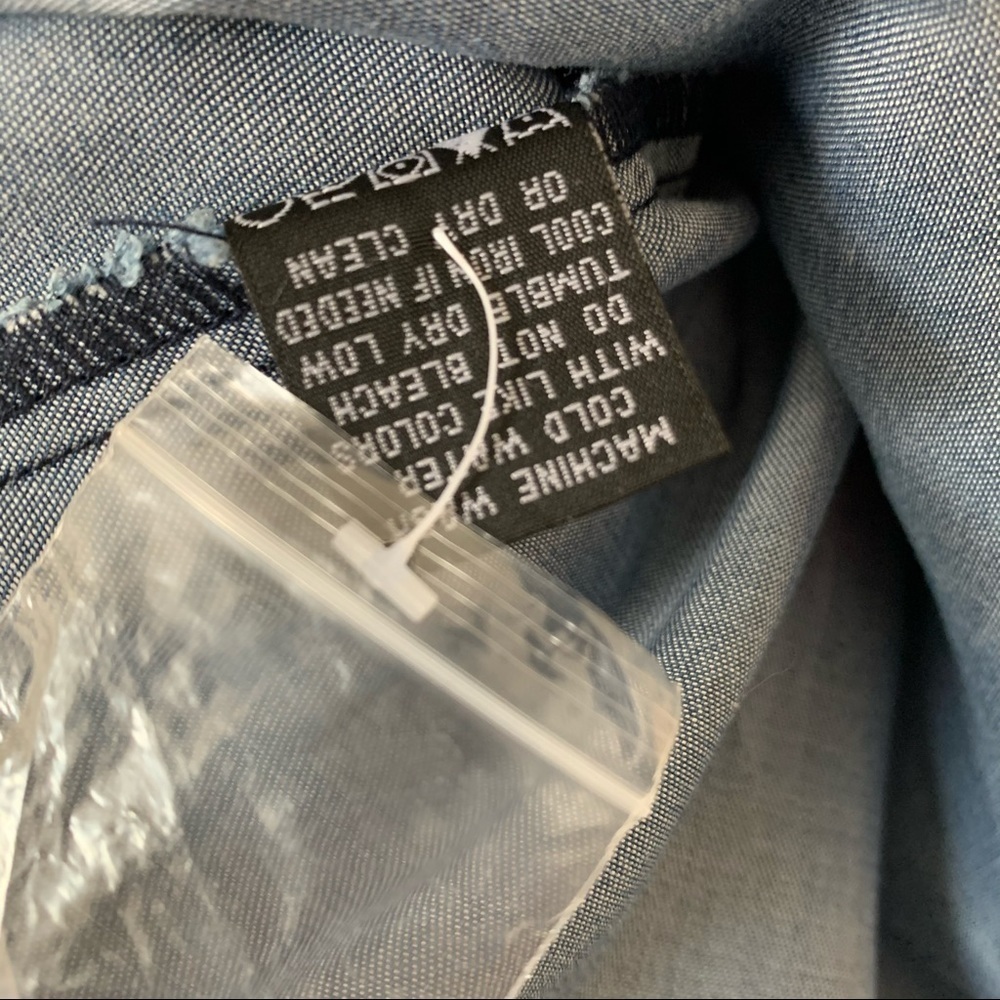 MACHINE WASH
COLD WATER
WITH LIKE COLORS
DO NOT BLEACH
TUMBLE DRY LOW
COOL IRON IF NEEDED
OR DRY CLEAN